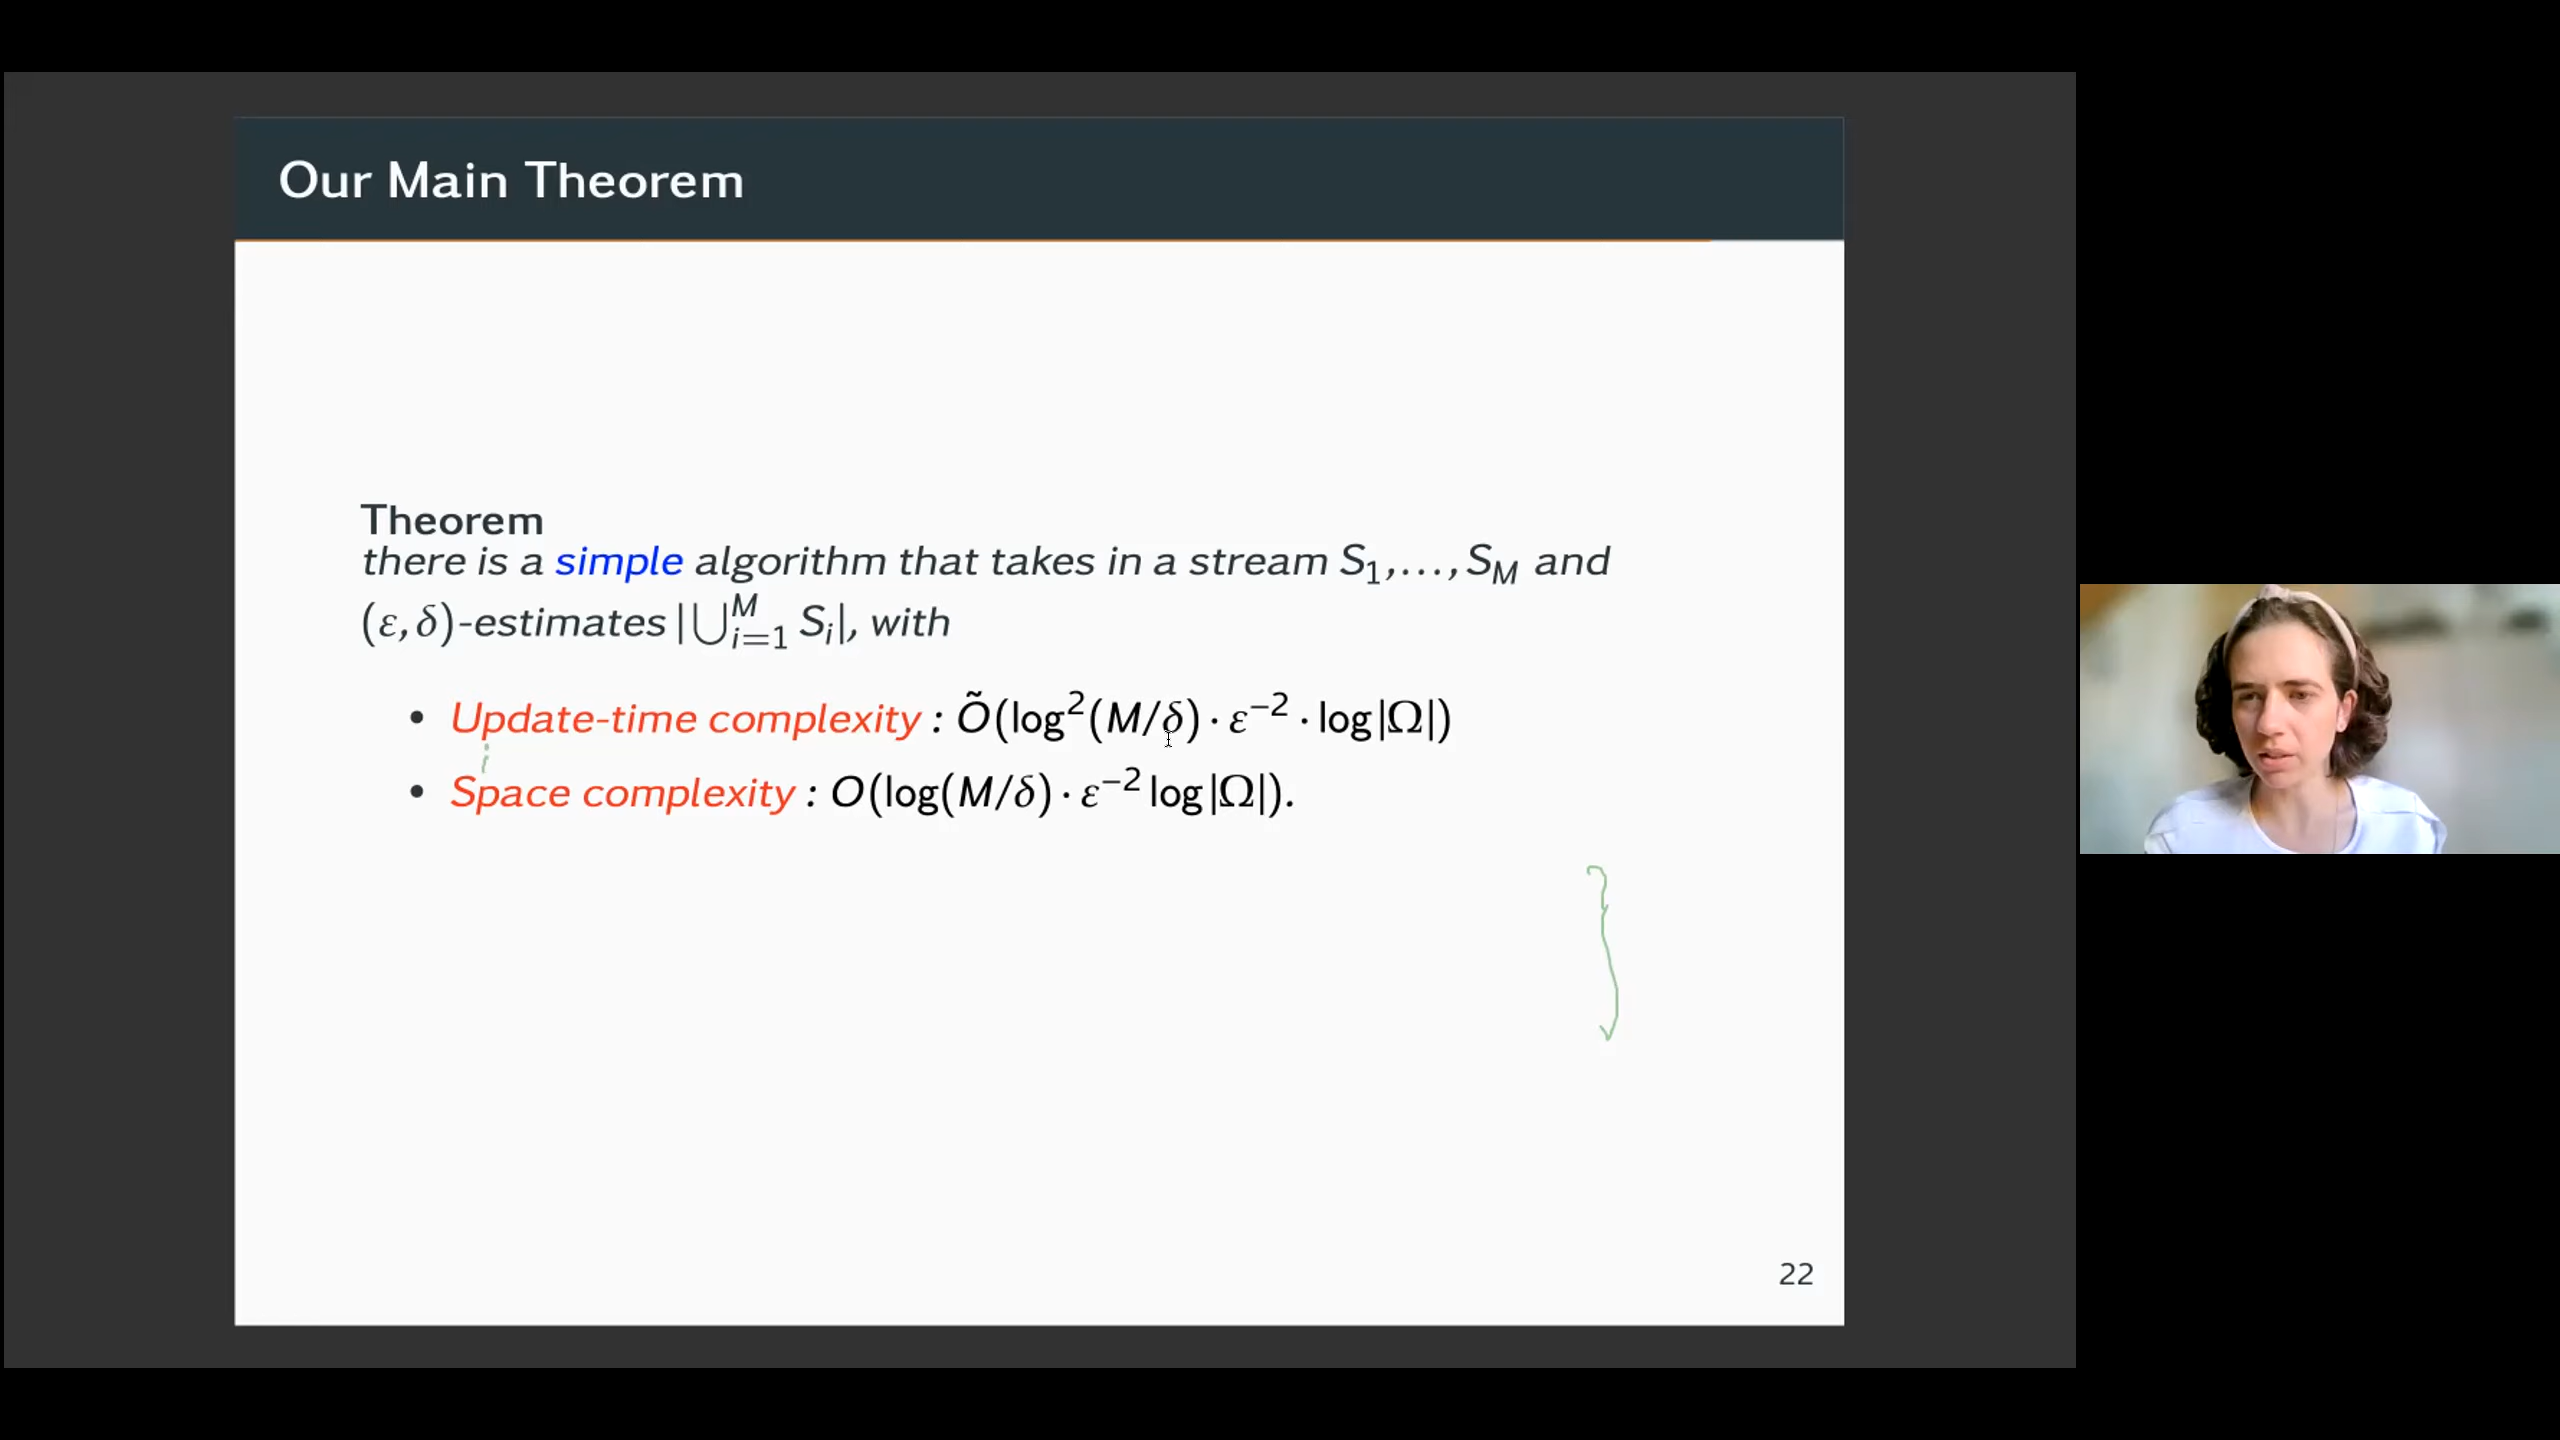 Our Main Theorem
Theorem
there is a simple algorithm that takes in a stream S₁,…,S_M and
(ε,δ)-estimates |⋃ᵢ₌₁ᴹ Sᵢ|, with
• Update-time complexity : Õ(log²(M/δ)·ε⁻²·log|Ω|)
• Space complexity : O(log(M/δ)·ε⁻² log|Ω|).
22